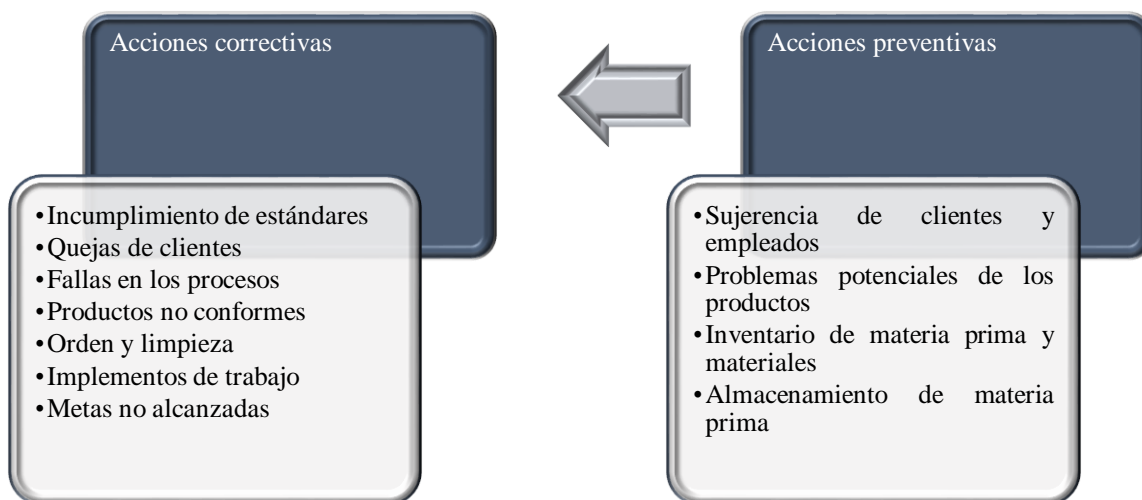 Acciones correctivas
•Incumplimiento de estándares
•Quejas de clientes
•Fallas en los procesos
•Productos no conformes
•Orden y limpieza
•Implementos de trabajo
•Metas no alcanzadas
Acciones preventivas
•Sujerencia de clientes y
empleados
•Problemas potenciales de los
productos
•Inventario de materia prima y
materiales
•Almacenamiento de materia
prima